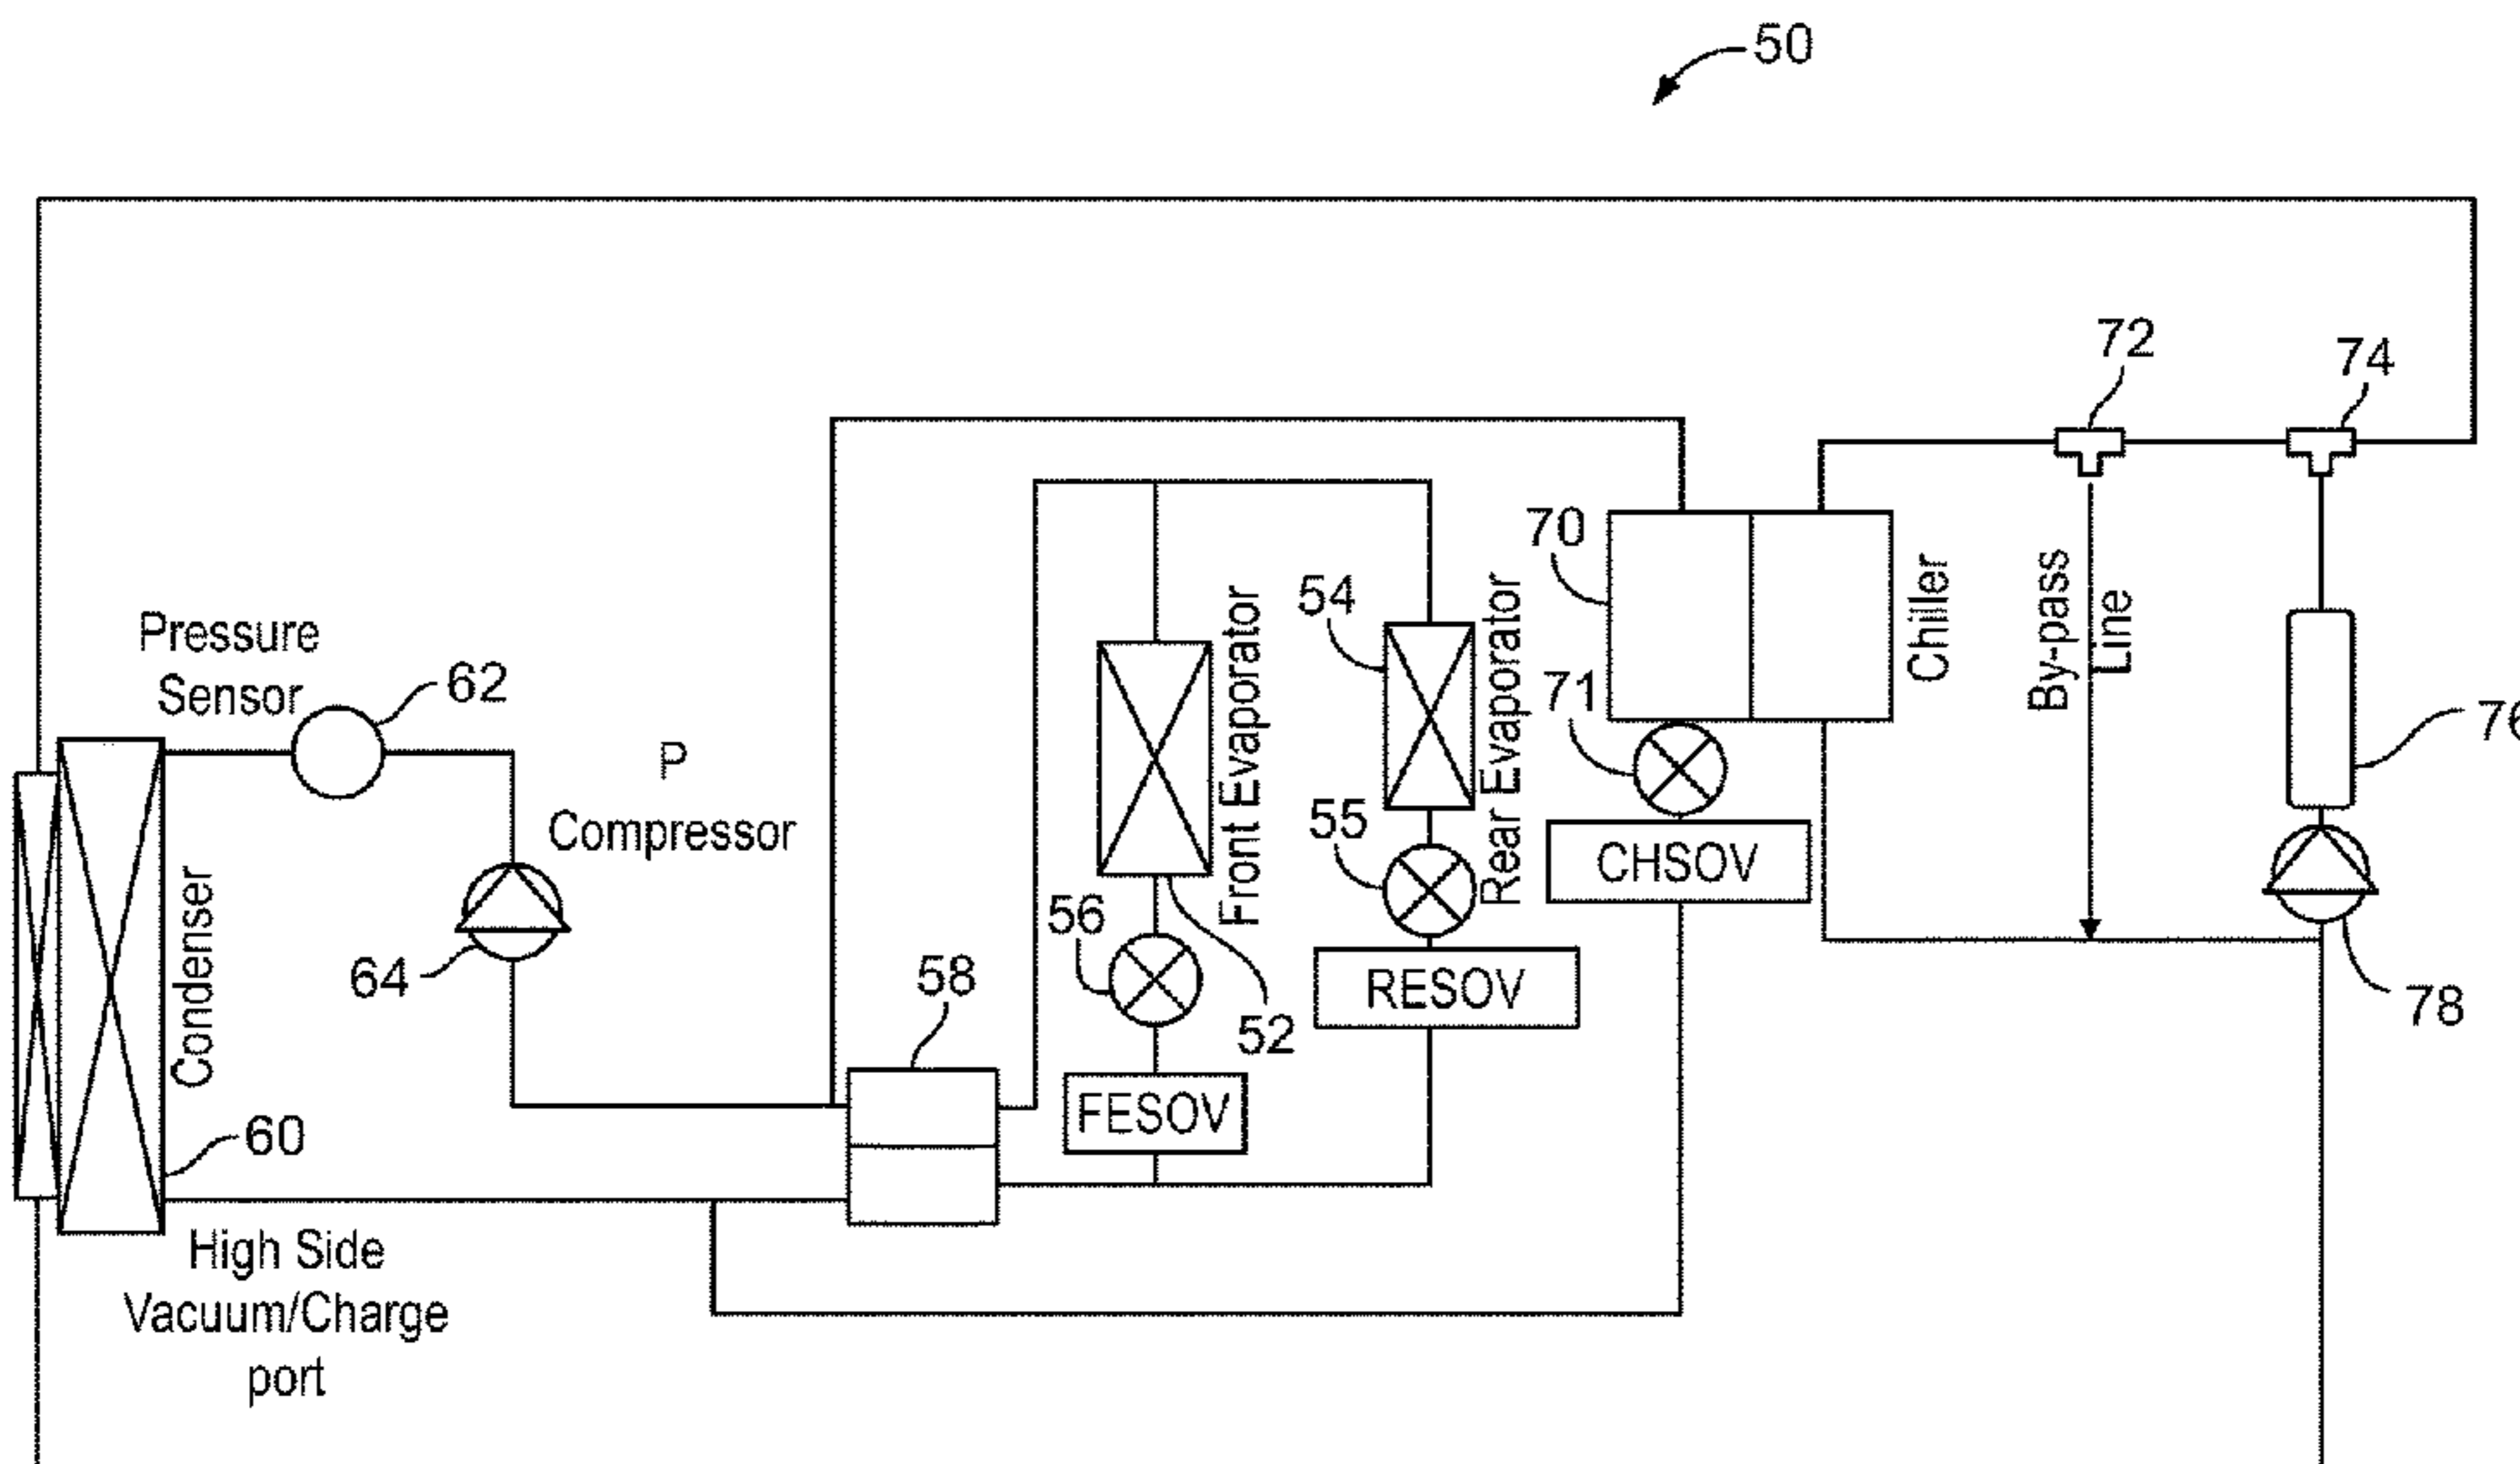 50
72
74
70
54
Pressure
Sensor
62
Front Evaporator
Rear Evaporator
Chiller
By-pass
Line
71
76
P
Compressor
55
CHSOV
Condenser
56
64
58
RESOV
52
78
FESOV
60
High Side
Vacuum/Charge
port